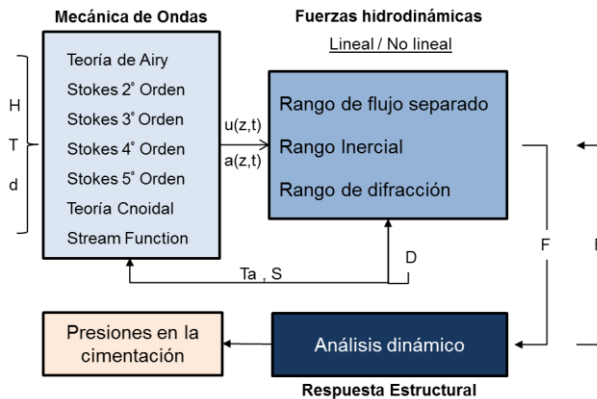 Mecánica de Ondas
Fuerzas hidrodinámicas
Lineal / No lineal
H
T
d
Teoría de Airy
Stokes 2° Orden
Stokes 3° Orden
Stokes 4° Orden
Stokes 5° Orden
Teoría Cnoidal
Stream Function
u(z,t)
a(z,t)
Rango de flujo separado
Rango Inercial
Rango de difracción
F
D
Ta , S
Presiones en la
cimentación
Análisis dinámico
Respuesta Estructural